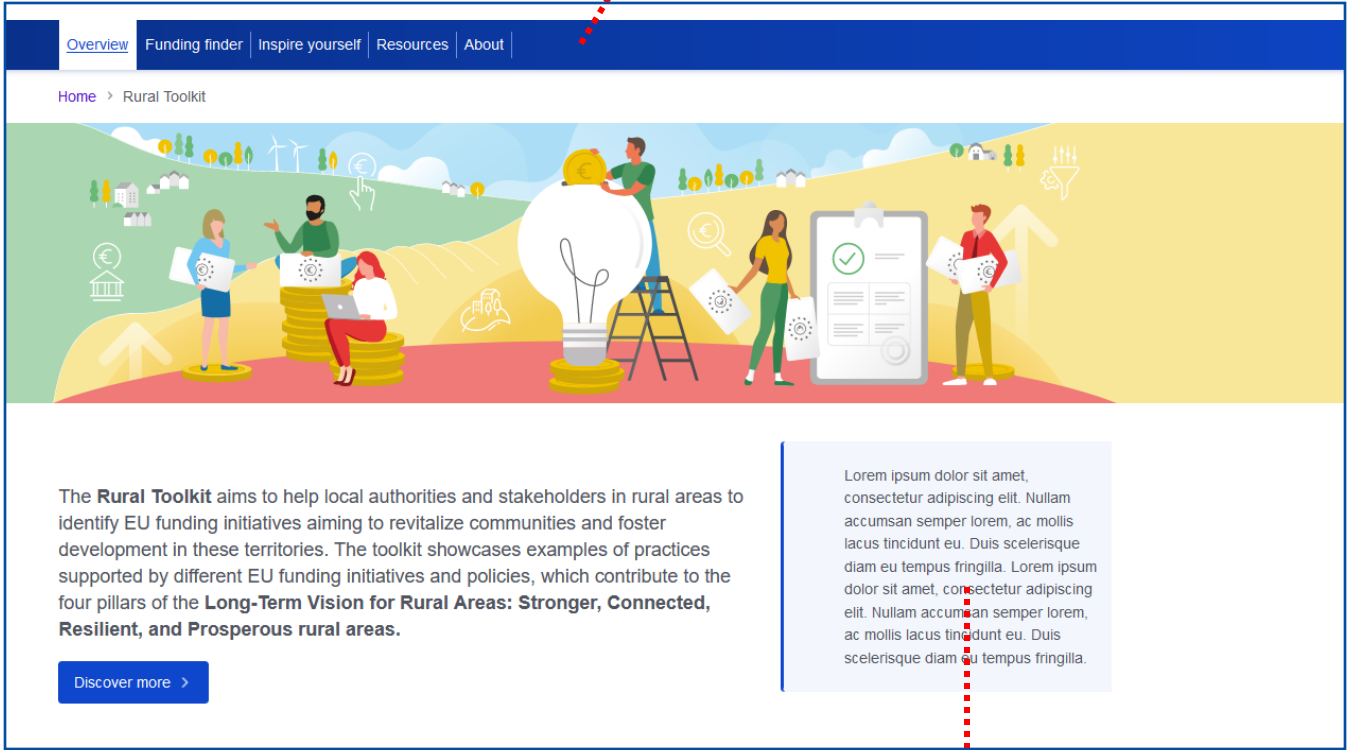 Overview Funding finder Inspire yourself Resources About
Home > Rural Toolkit
The Rural Toolkit aims to help local authorities and stakeholders in rural areas to
identify EU funding initiatives aiming to revitalize communities and foster
development in these territories. The toolkit showcases examples of practices
supported by different EU funding initiatives and policies, which contribute to the
four pillars of the Long-Term Vision for Rural Areas: Stronger, Connected,
Resilient, and Prosperous rural areas.
Discover more >
Lorem ipsum dolor sit amet,
consectetur adipiscing elit. Nullam
accumsan semper lorem, ac mollis
lacus tincidunt eu. Duis scelerisque
diam eu tempus fringilla. Lorem ipsum
dolor sit amet, consectetur adipiscing
elit. Nullam accumsan semper lorem,
ac mollis lacus tincidunt eu. Duis
scelerisque diam eu tempus fringilla.